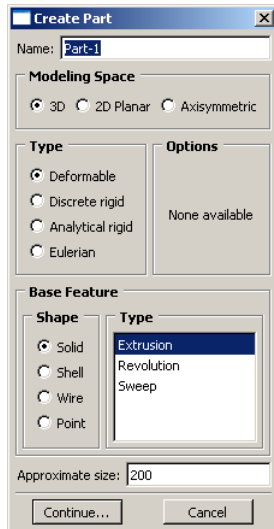 Create Part
Name: Part-1
Modeling Space
3D 2D Planar Axisymmetric
Type Options
Deformable
Discrete rigid
Analytical rigid
Eulerian
None available
Base Feature
Shape Type
Solid
Shell
Wire
Point
Extrusion
Revolution
Sweep
Approximate size: 200
Continue... Cancel